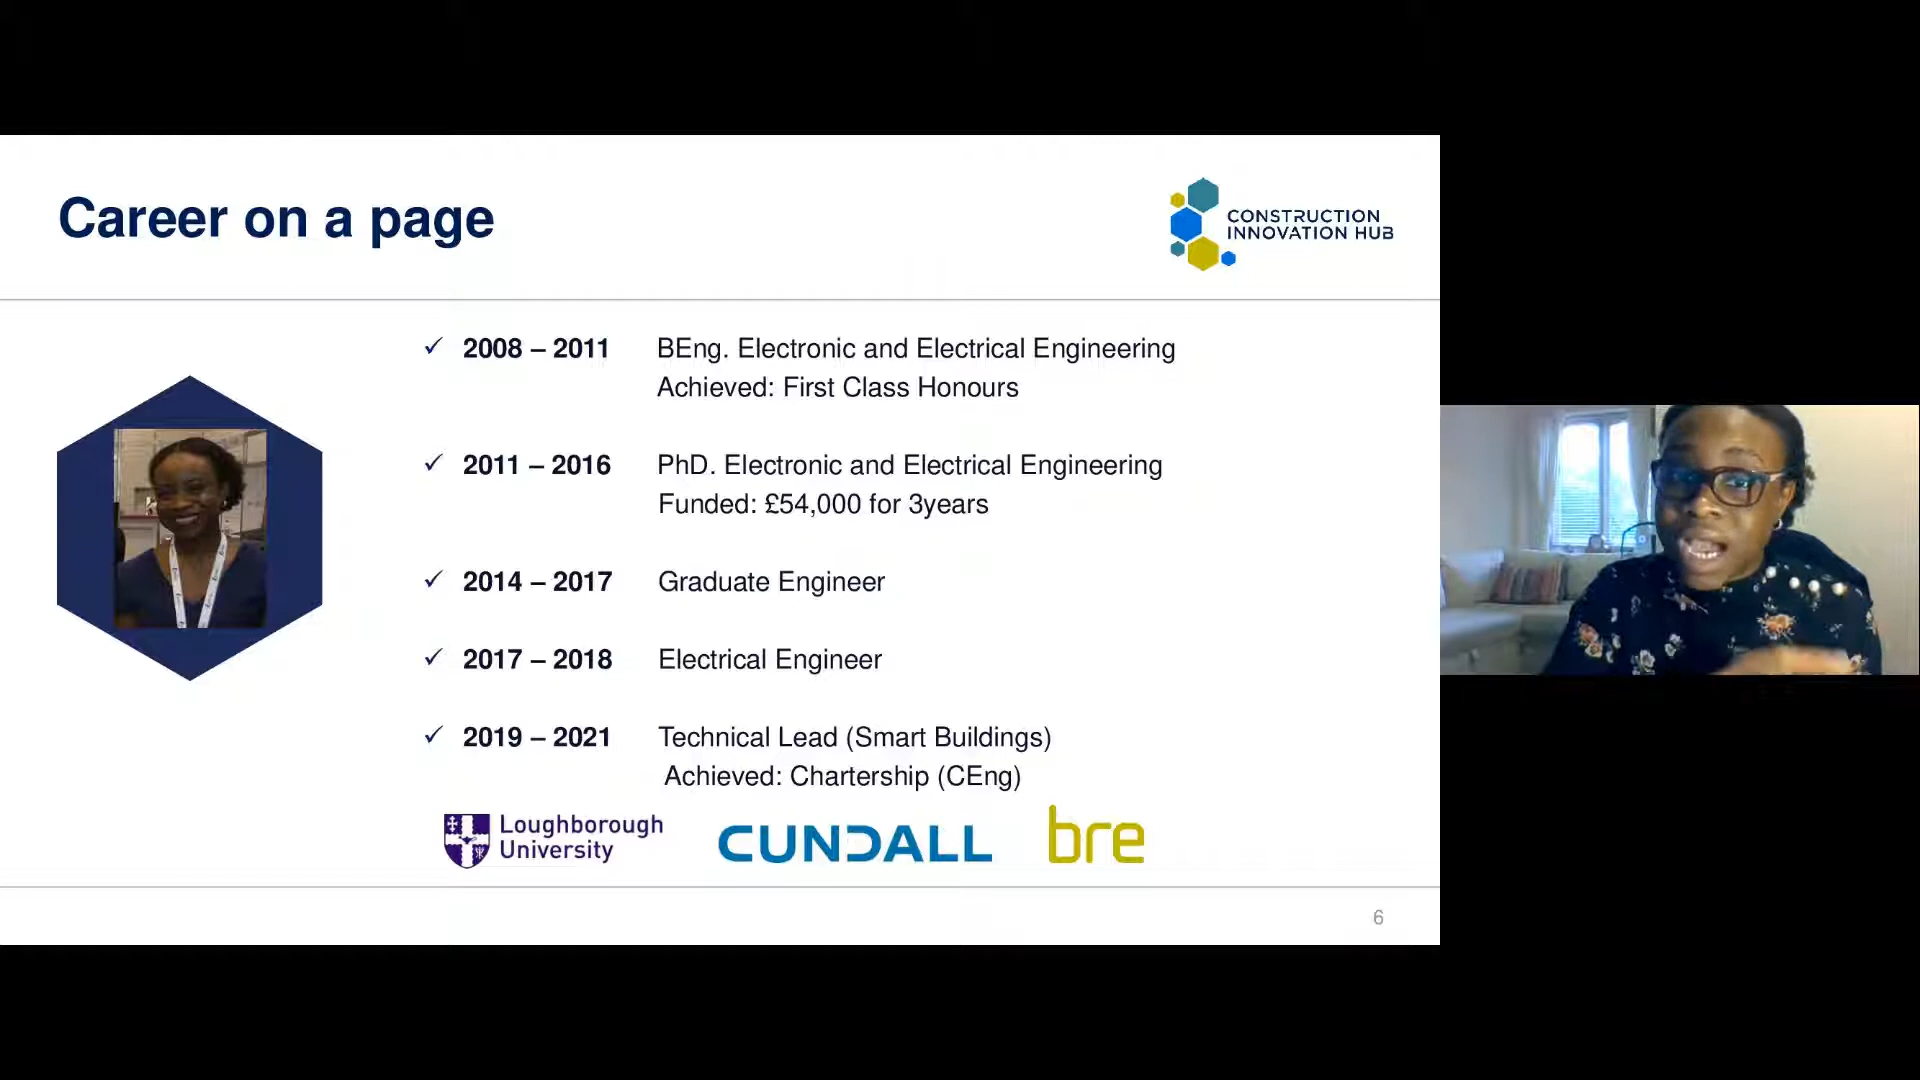 Career on a page
CONSTRUCTION
INNOVATION HUB
✓ 2008 – 2011 BEng. Electronic and Electrical Engineering
Achieved: First Class Honours
✓ 2011 – 2016 PhD. Electronic and Electrical Engineering
Funded: £54,000 for 3years
✓ 2014 – 2017 Graduate Engineer
✓ 2017 – 2018 Electrical Engineer
✓ 2019 – 2021 Technical Lead (Smart Buildings)
Achieved: Chartership (CEng)
Loughborough
University
CUNDALL
bre
6